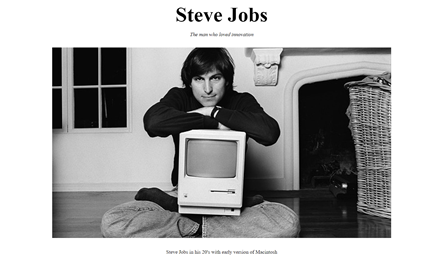 Steve Jobs
The man who loved innovation
Steve Jobs in his 20's with early version of Macintosh